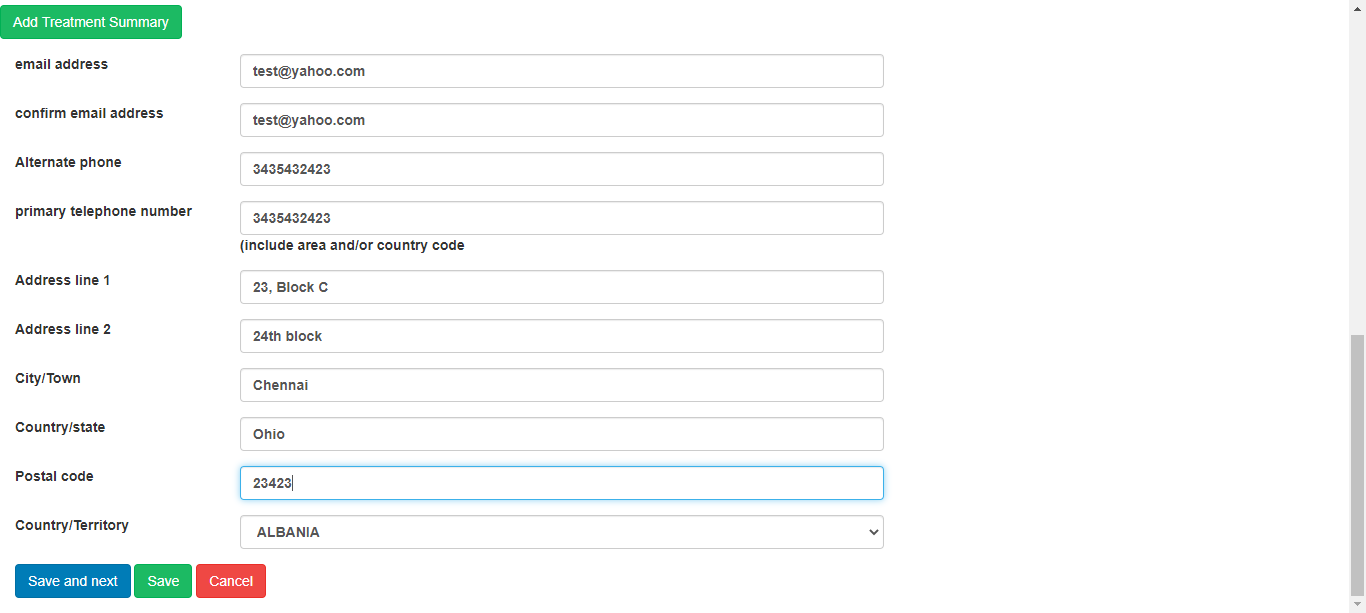 Add Treatment Summary
email address
test@yahoo.com
confirm email address
test@yahoo.com
Alternate phone
3435432423
primary telephone number
3435432423
(include area and/or country code
Address line 1
23, Block C
Address line 2
24th block
City/Town
Chennai
Country/state
Ohio
Postal code
23423
Country/Territory
ALBANIA
Save and next Save Cancel